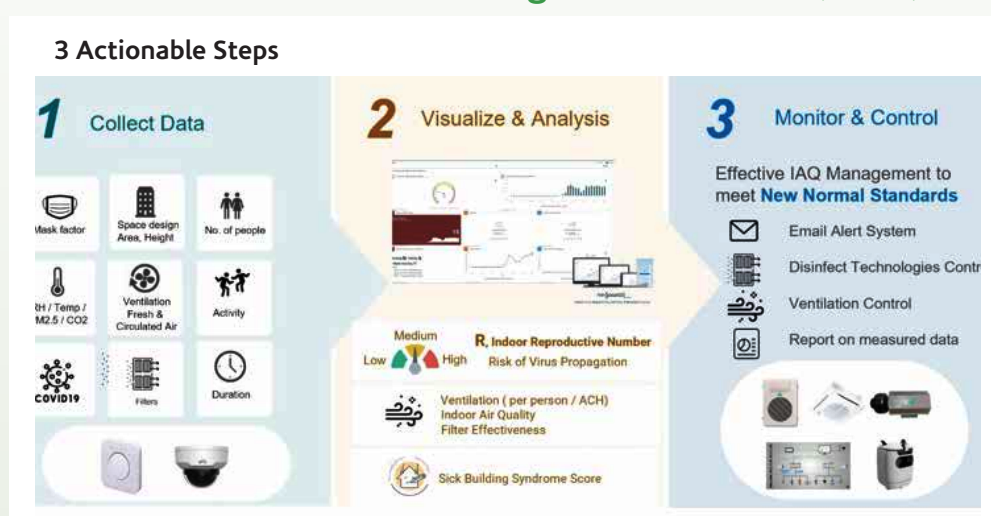 3 Actionable Steps
1 Collect Data
Mask factor
Space design
Area, Height
No. of people
RH / Temp /
M2.5 / CO2
Ventilation
Fresh &
Circulated Air
Activity
COVID19
Filters
Duration
2 Visualize & Analysis
Medium
Low
High
R, Indoor Reproductive Number
Risk of Virus Propagation
Ventilation ( per person / ACH)
Indoor Air Quality
Filter Effectiveness
Sick Building Syndrome Score
3 Monitor & Control
Effective IAQ Management to
meet New Normal Standards
Email Alert System
Disinfect Technologies Contr
Ventilation Control
Report on measured data